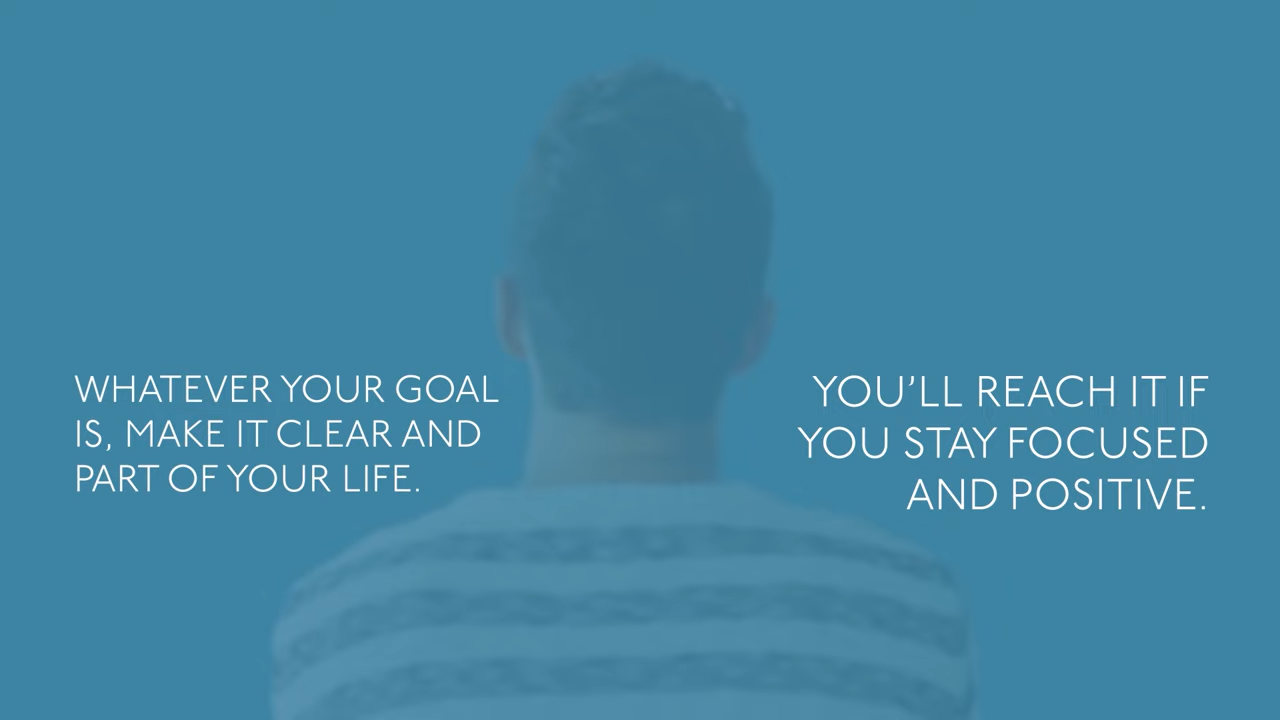 WHATEVER YOUR GOAL
IS, MAKE IT CLEAR AND
PART OF YOUR LIFE.
YOU’LL REACH IT IF
YOU STAY FOCUSED
AND POSITIVE.